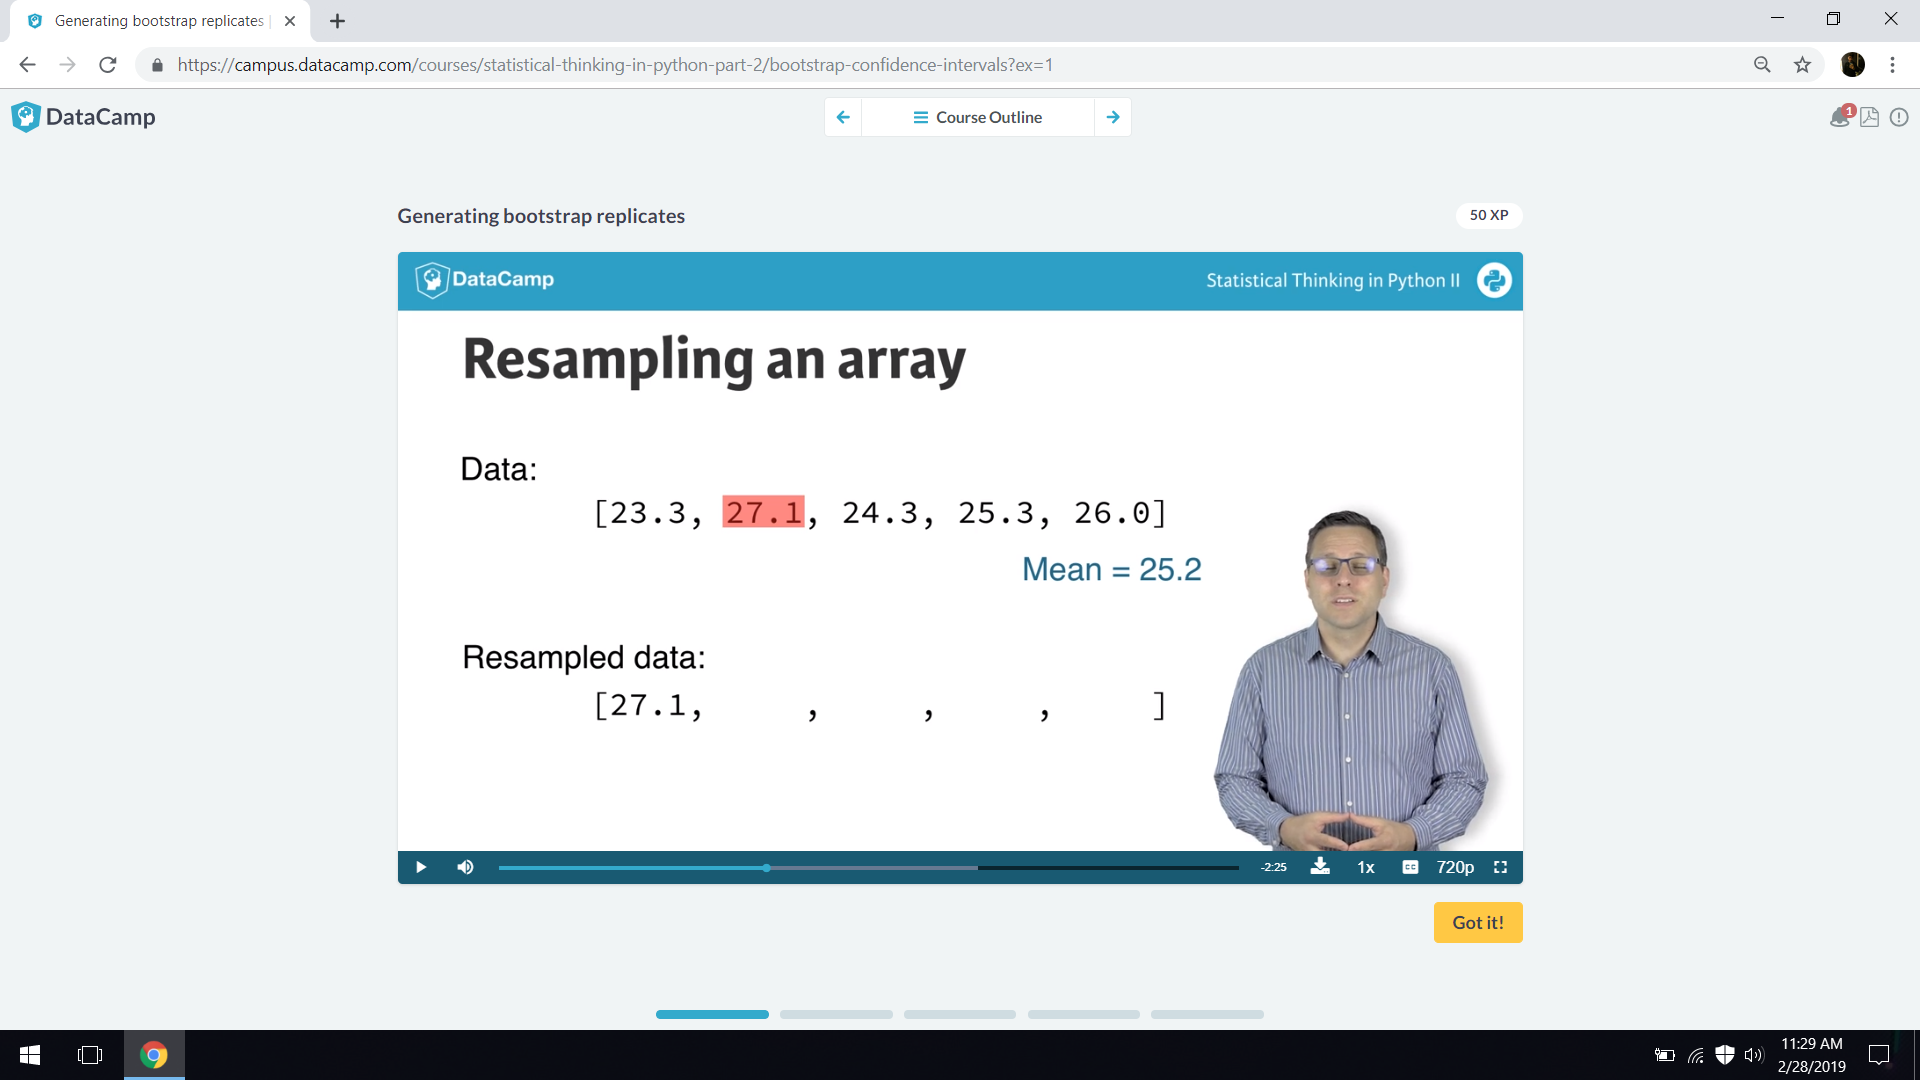 Generating bootstrap replicates
https://campus.datacamp.com/courses/statistical-thinking-in-python-part-2/bootstrap-confidence-intervals?ex=1
DataCamp
Course Outline
1
Generating bootstrap replicates
50 XP
DataCamp
Statistical Thinking in Python II
Resampling an array
Data:
[23.3, 27.1, 24.3, 25.3, 26.0]
Mean = 25.2
Resampled data:
[27.1, , , , ]
-2:25
1x
CC
720p
Got it!
11:29 AM
2/28/2019